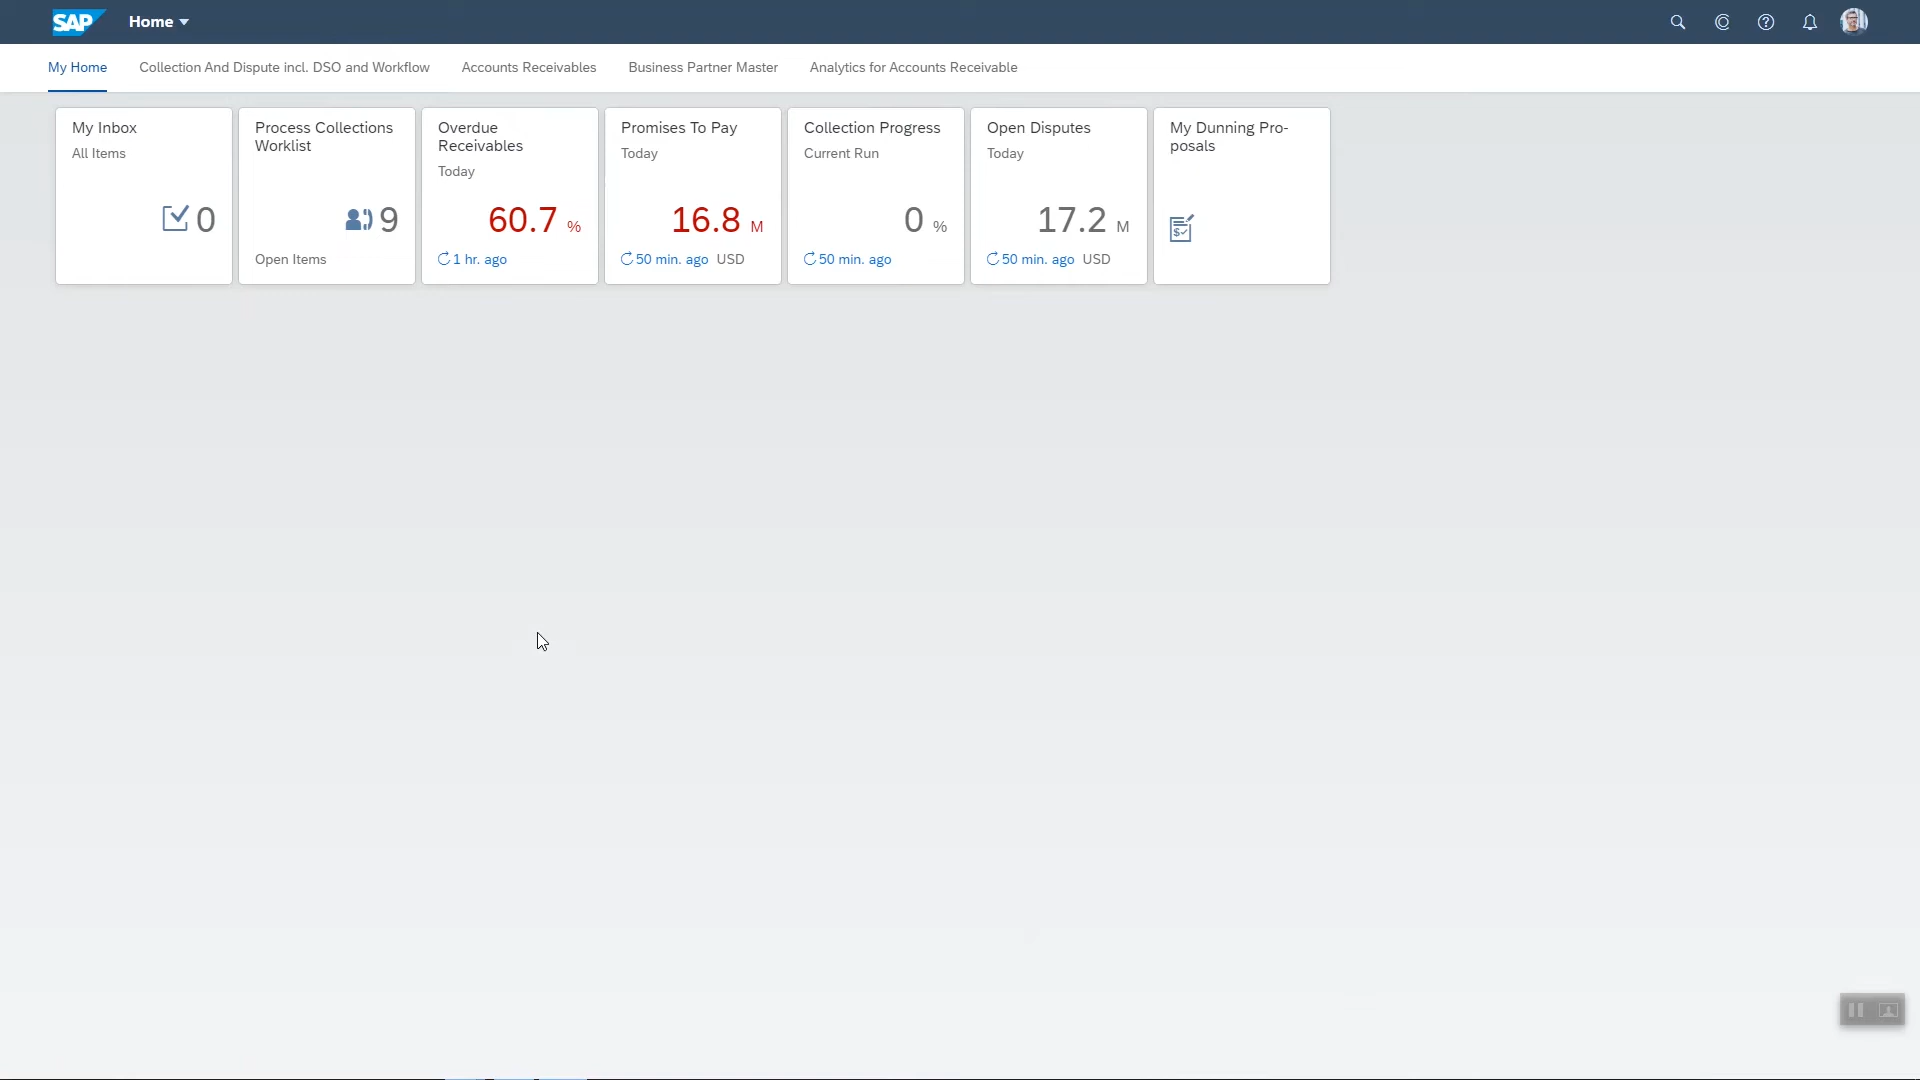 SAP Home
My Home Collection And Dispute incl. DSO and Workflow Accounts Receivables Business Partner Master Analytics for Accounts Receivable
My Inbox
All Items
0
Process Collections
Worklist
9
Open Items
Overdue
Receivables
Today
60.7 %
1 hr. ago
Promises To Pay
Today
16.8 M
50 min. ago USD
Collection Progress
Current Run
0 %
50 min. ago
Open Disputes
Today
17.2 M
50 min. ago USD
My Dunning Pro-
posals